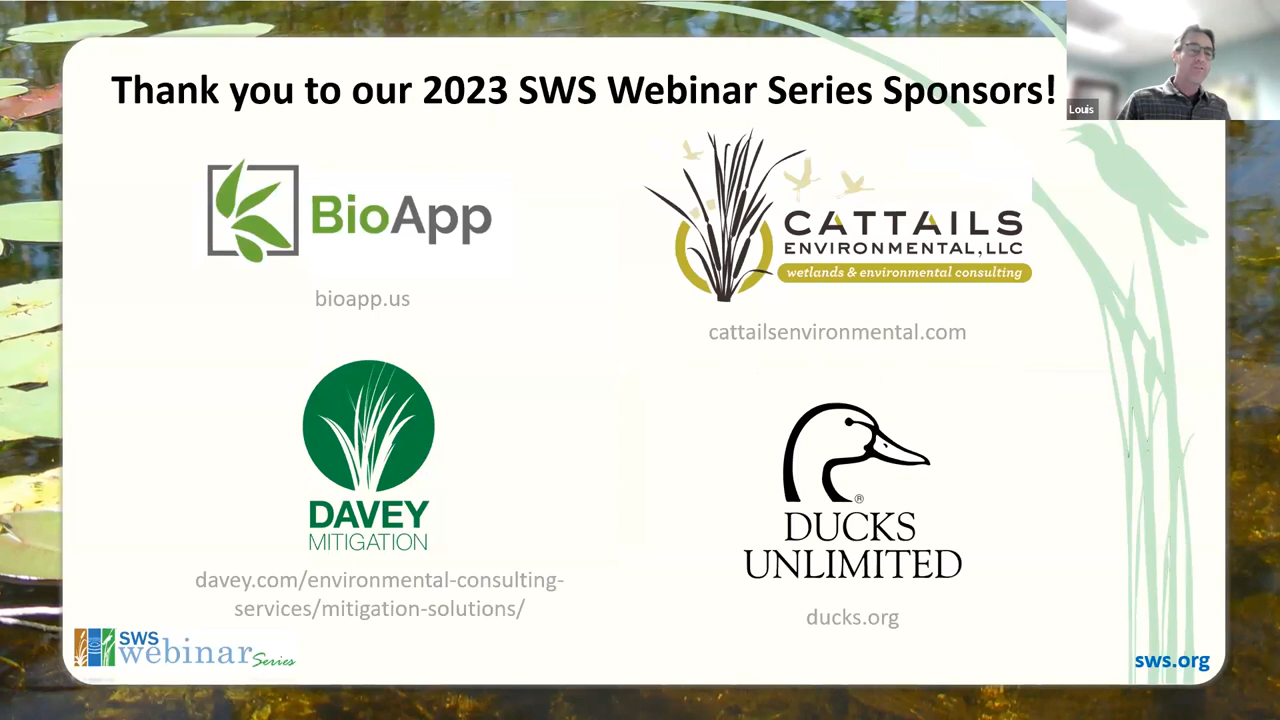 Thank you to our 2023 SWS Webinar Series Sponsors!
Louis
BioApp
bioapp.us
CATTAILS
ENVIRONMENTAL, LLC
wetlands & environmental consulting
cattailsenvironmental.com
DAVEY
MITIGATION
davey.com/environmental-consulting-
services/mitigation-solutions/
®
DUCKS
UNLIMITED
ducks.org
SWS
webinar Series
sws.org